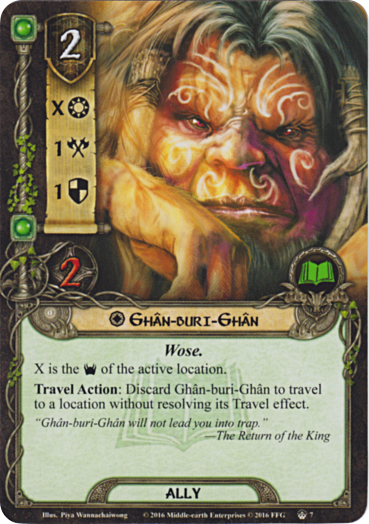 2
X
1
1
2
Ghân-buri-Ghân
Wose.
X is the of the active location.
Travel Action: Discard Ghân-buri-Ghân to travel
to a location without resolving its Travel effect.
“Ghân-buri-Ghân will not lead you into trap.”
—The Return of the King
ALLY
Illus. Piya Wannachaiwong © 2016 Middle-earth Enterprises © 2016 FFG 7